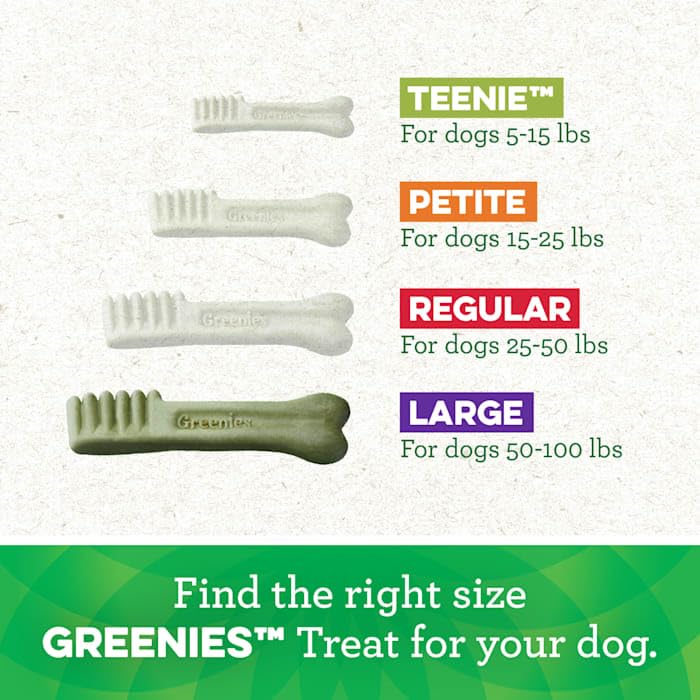 TEENIE™
For dogs 5-15 lbs
Greenies
PETITE
For dogs 15-25 lbs
Greenies
REGULAR
For dogs 25-50 lbs
Greenies
LARGE
For dogs 50-100 lbs
Greenies
Find the right size
GREENIES™ Treat for your dog.